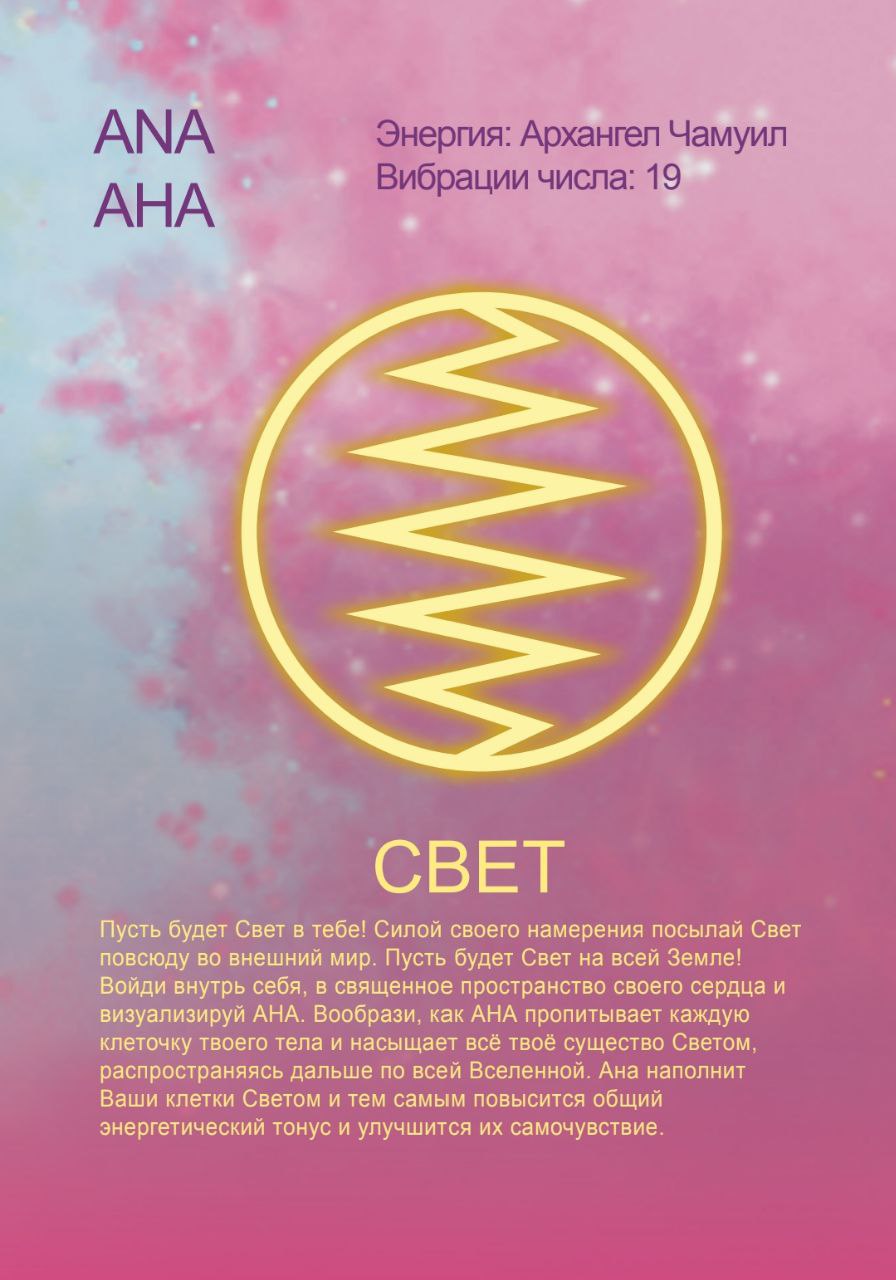 ANA
АНА
Энергия: Архангел Чамуил
Вибрации числа: 19
СВЕТ
Пусть будет Свет в тебе! Силой своего намерения посылай Свет
повсюду во внешний мир. Пусть будет Свет на всей Земле!
Войди внутрь себя, в священное пространство своего сердца и
визуализируй АНА. Вообрази, как АНА пропитывает каждую
клеточку твоего тела и насыщает всё твоё существо Светом,
распространяясь дальше по всей Вселенной. Ана наполнит
Ваши клетки Светом и тем самым повысится общий
энергетический тонус и улучшится их самочувствие.